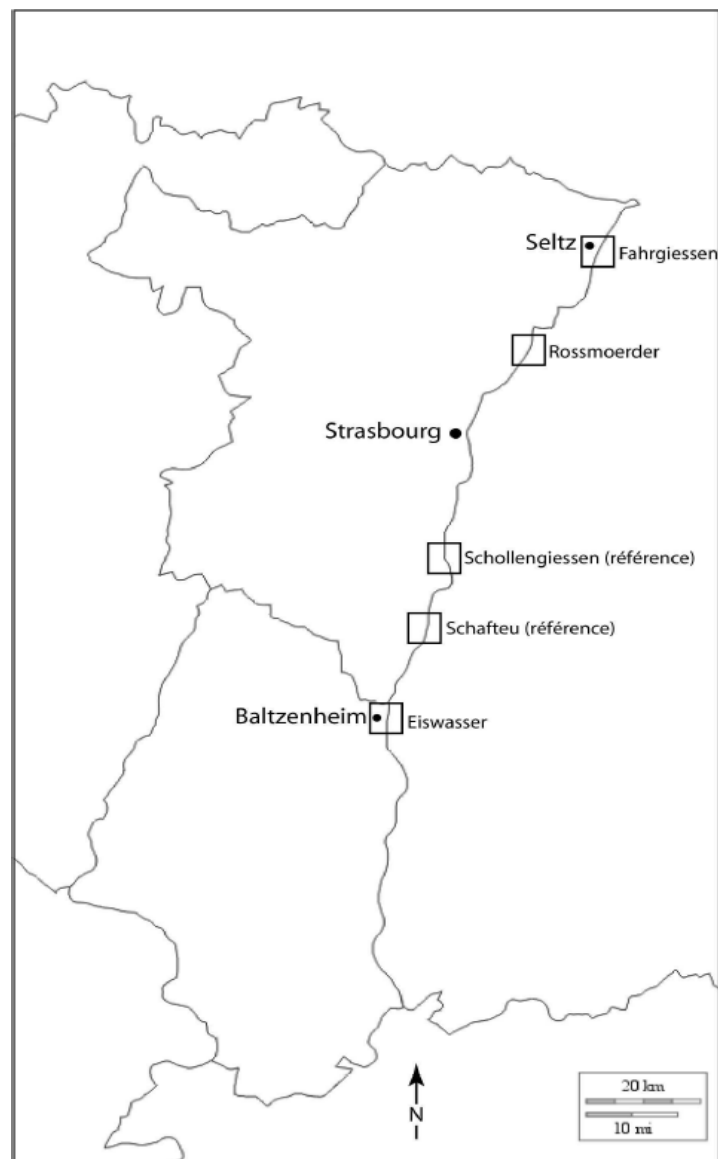 Seltz
Fahrgiessen
Rossmoerder
Strasbourg
Schollengiessen (référence)
Schafteu (référence)
Baltzenheim
Eiswasser
N
20 km
10 mi